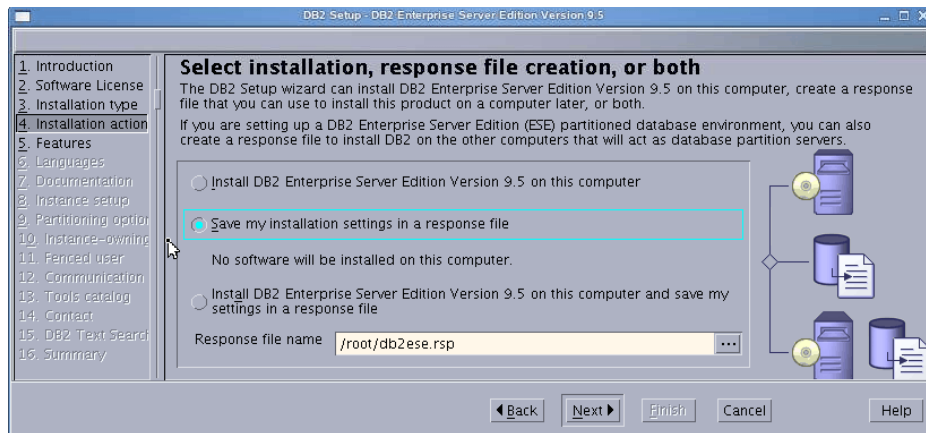 DB2 Setup - DB2 Enterprise Server Edition Version 9.5
1. Introduction
2. Software License
3. Installation type
4. Installation action
5. Features
6. Languages
7. Documentation
8. Instance setup
9. Partitioning option
10. Instance-owning
11. Fenced user
12. Communication
13. Tools catalog
14. Contact
15. DB2 Text Search
16. Summary
Select installation, response file creation, or both
The DB2 Setup wizard can install DB2 Enterprise Server Edition Version 9.5 on this computer, create a response
file that you can use to install this product on a computer later, or both.
If you are setting up a DB2 Enterprise Server Edition (ESE) partitioned database environment, you can also
create a response file to install DB2 on the other computers that will act as database partition servers.
Install DB2 Enterprise Server Edition Version 9.5 on this computer
Save my installation settings in a response file
No software will be installed on this computer.
Install DB2 Enterprise Server Edition Version 9.5 on this computer and save my
settings in a response file
Response file name /root/db2ese.rsp ...
Back Next Finish Cancel Help